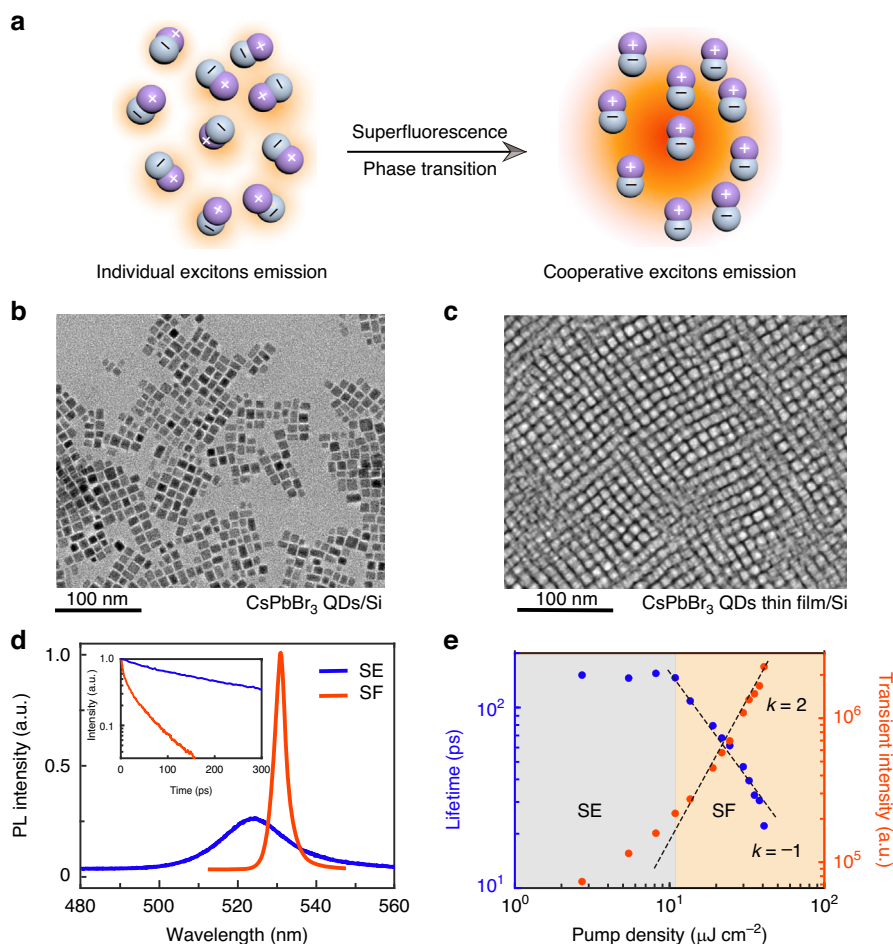 a
Superfluorescence
Phase transition
Individual excitons emission
Cooperative excitons emission
b
100 nm
CsPbBr₃ QDs/Si
c
100 nm
CsPbBr₃ QDs thin film/Si
d
1.0
0.5
0
PL intensity (a.u.)
480 500 520 540 560
Wavelength (nm)
1.0
0.1
Intensity (a.u.)
0 100 200 300
Time (ps)
SE
SF
e
10²
10¹
Lifetime (ps)
SE
SF
k = 2
k = −1
10⁶
10⁵
Transient intensity
(a.u.)
10⁰ 10¹ 10²
Pump density (μJ cm⁻²)